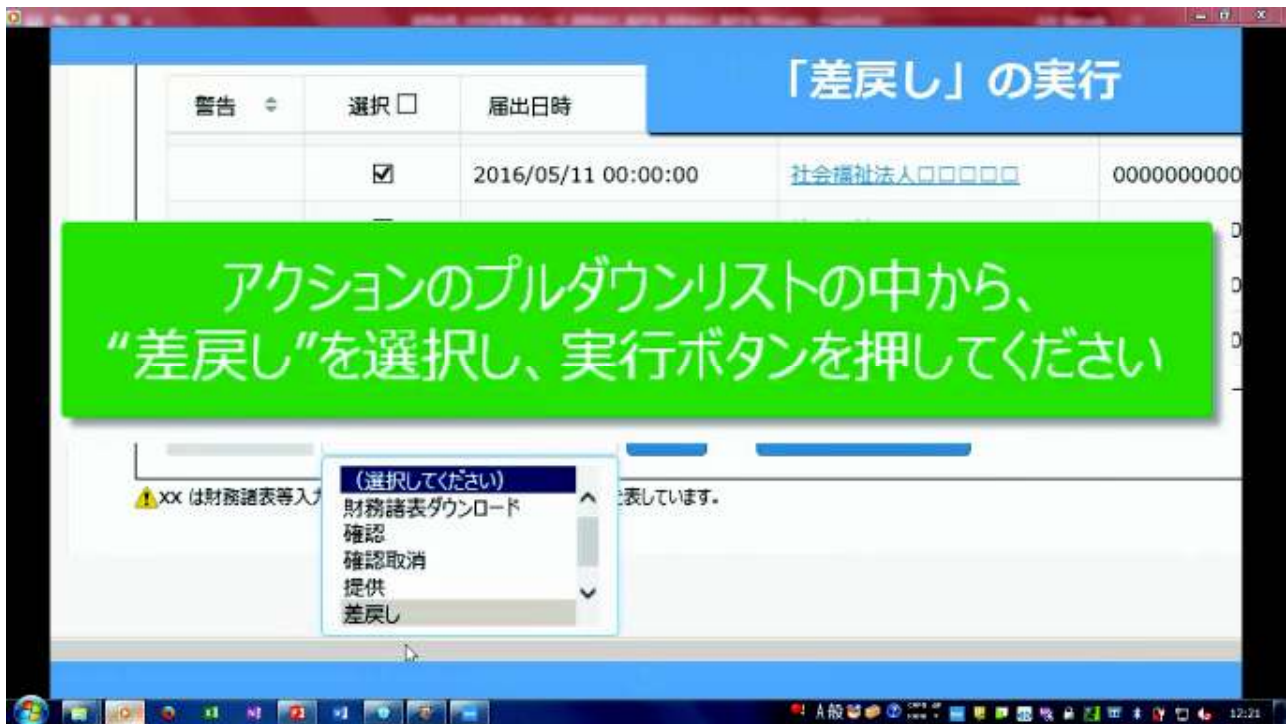 「差戻し」の実行
警告 選択 届出日時
2016/05/11 00:00:00 社会福祉法人□□□□□ 0000000000
アクションのプルダウンリストの中から、
“差戻し”を選択し、実行ボタンを押してください
(選択してください)
財務諸表ダウンロード
確認
確認取消
提供
差戻し
xx は財務諸表等入
表しています。
A 般
12:21